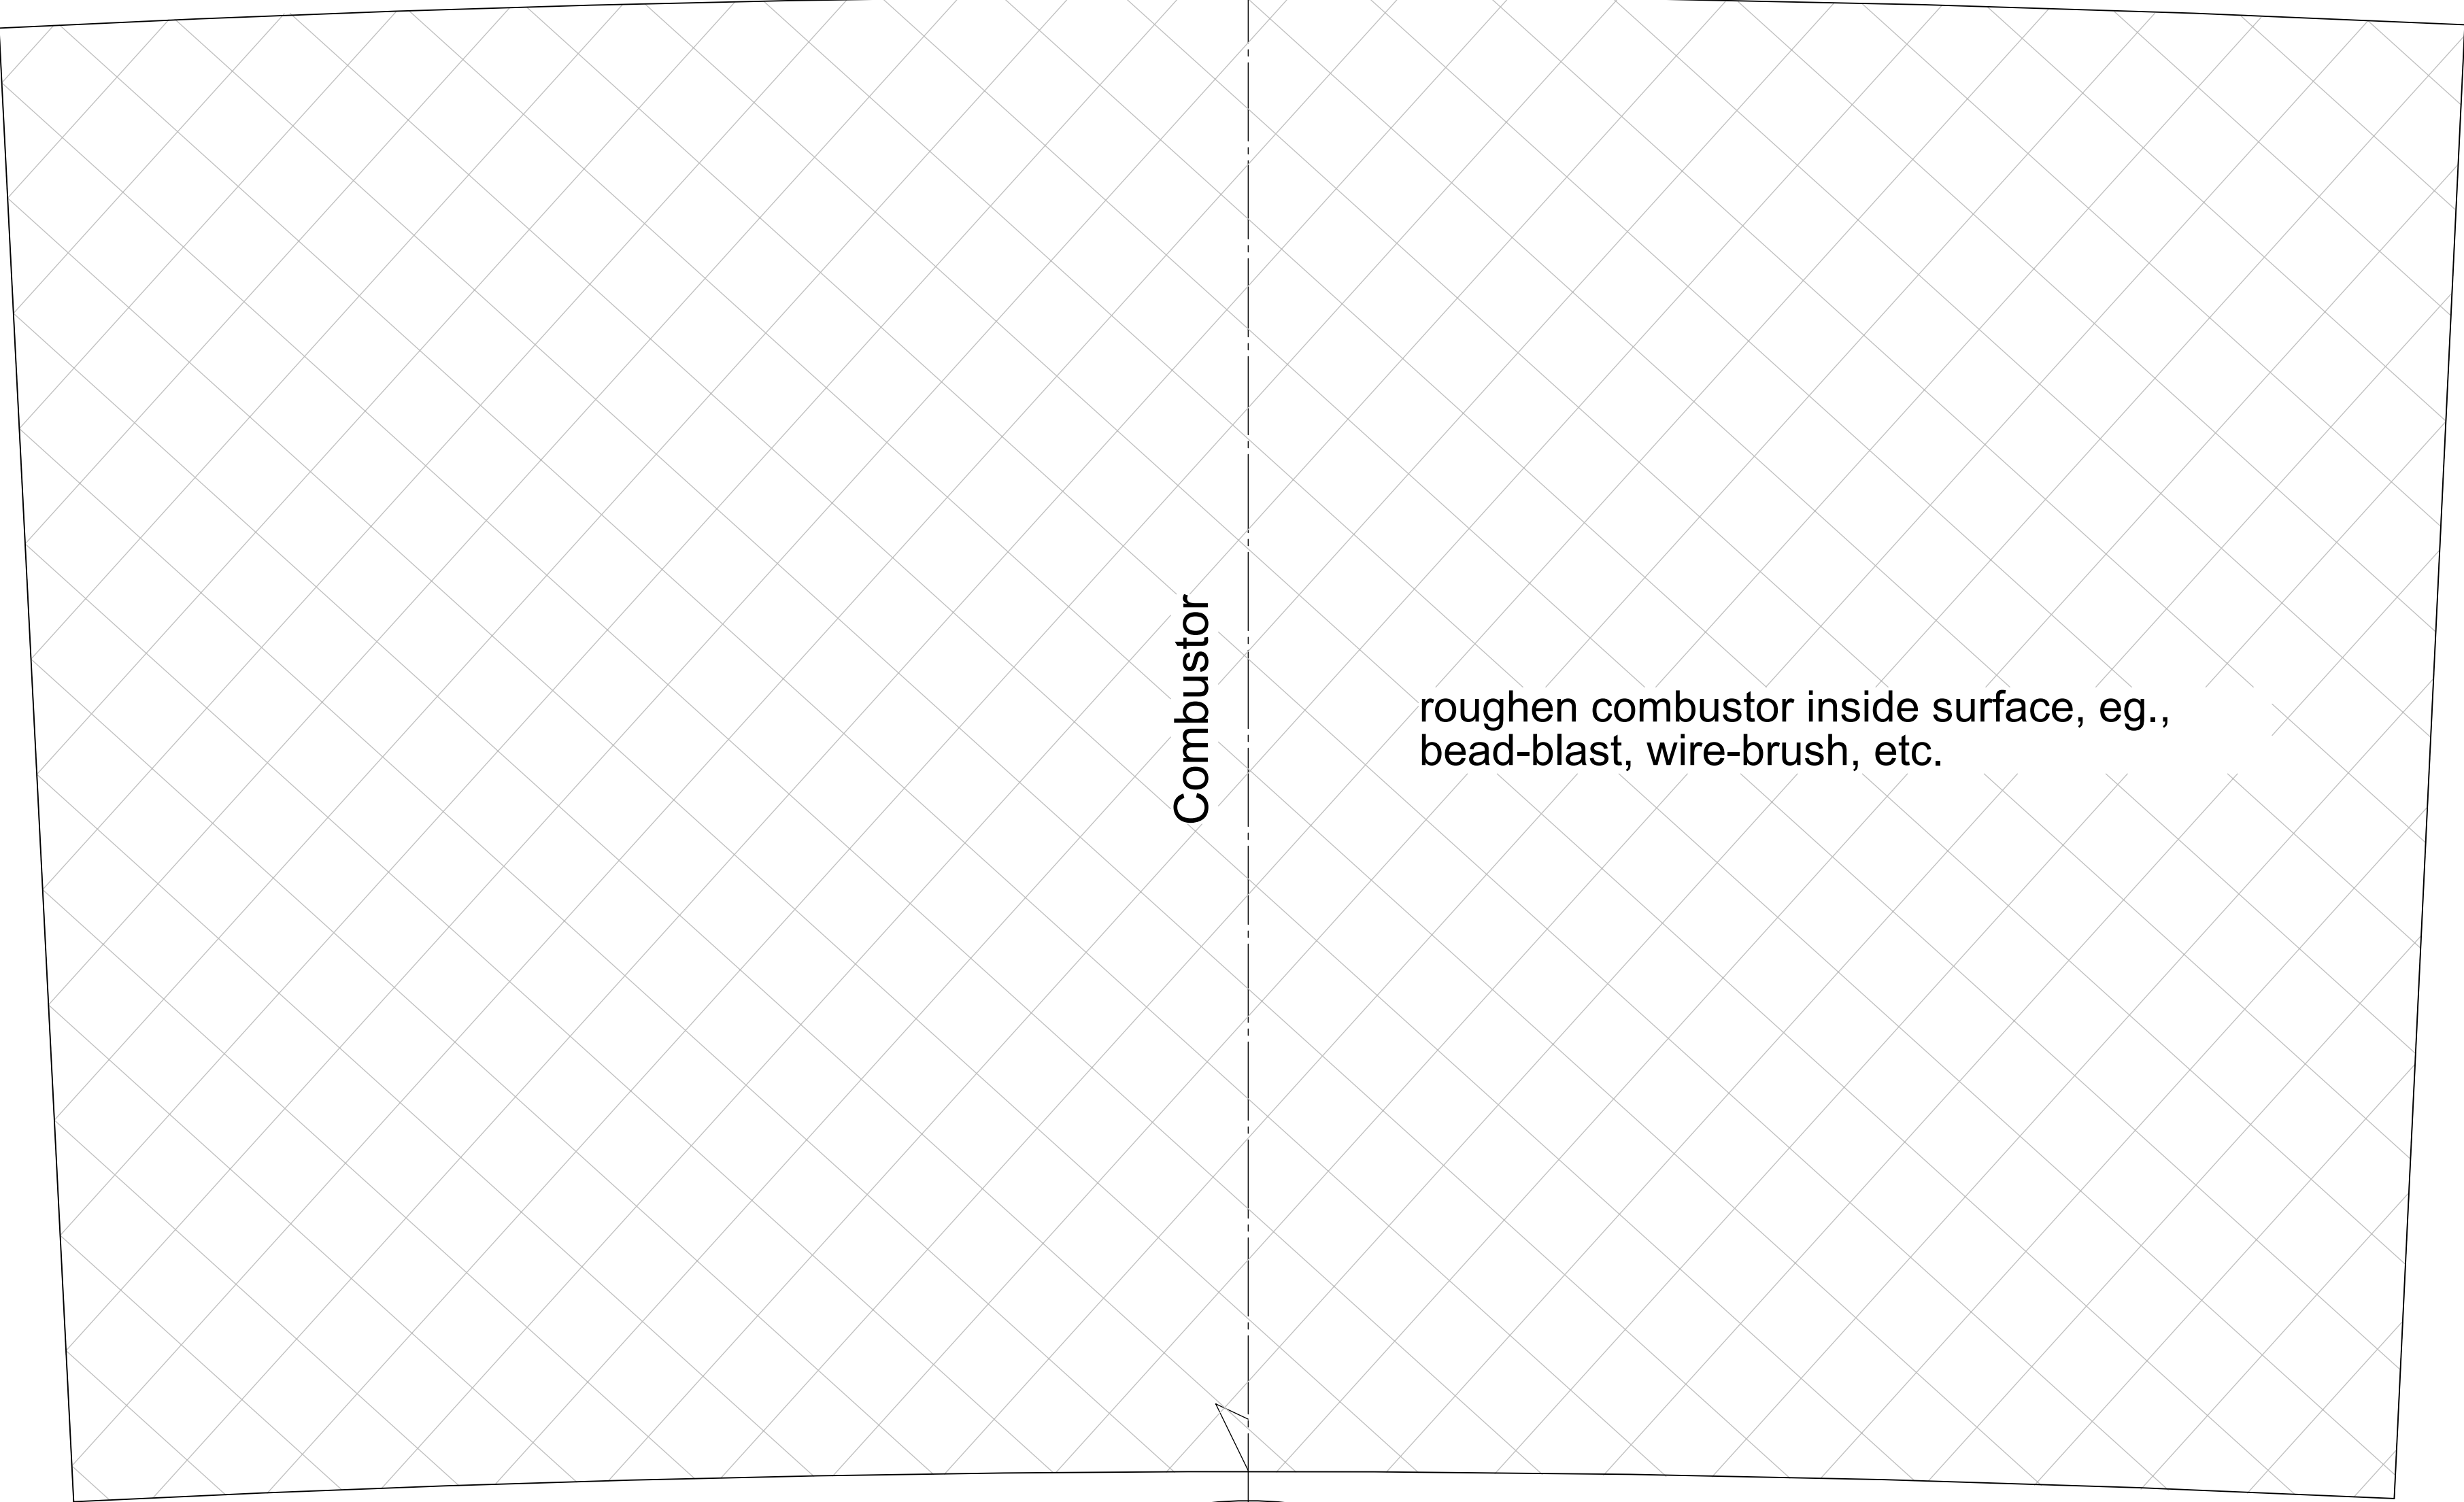 Combustor
roughen combustor inside surface, eg.,
bead-blast, wire-brush, etc.